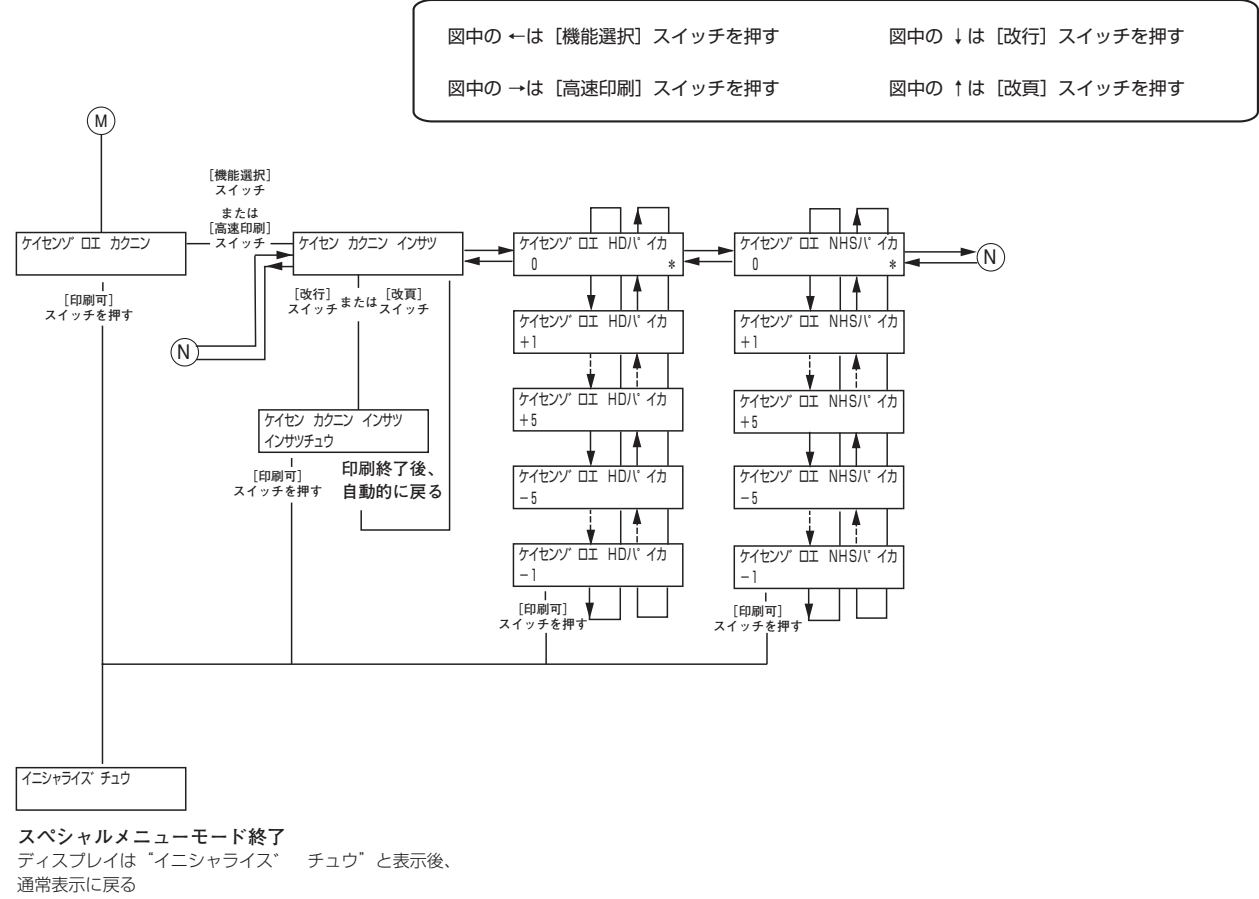 図中の ←は [機能選択] スイッチを押す
図中の ↓は [改行] スイッチを押す
図中の →は [高速印刷] スイッチを押す
図中の ↑は [改頁] スイッチを押す
M
[機能選択]
スイッチ
または
[高速印刷]
スイッチ
ケイセンゾロエ カクニン
ケイセン カクニン インサツ
ケイセンゾロエ HDパイカ
0 *
ケイセンゾロエ NHSパイカ
0 *
N
[印刷可]
スイッチを押す
[改行]
スイッチ
または
[改頁]
スイッチ
N
ケイセンゾロエ HDパイカ
+1
ケイセンゾロエ NHSパイカ
+1
ケイセンゾロエ HDパイカ
+5
ケイセンゾロエ NHSパイカ
+5
ケイセン カクニン インサツ
インサツチュウ
[印刷可]
スイッチを押す
印刷終了後、
自動的に戻る
ケイセンゾロエ HDパイカ
−5
ケイセンゾロエ NHSパイカ
−5
ケイセンゾロエ HDパイカ
−1
ケイセンゾロエ NHSパイカ
−1
[印刷可]
スイッチを押す
[印刷可]
スイッチを押す
イニシャライズ チュウ
スペシャルメニューモード終了
ディスプレイは“イニシャライズ チュウ”と表示後、
通常表示に戻る